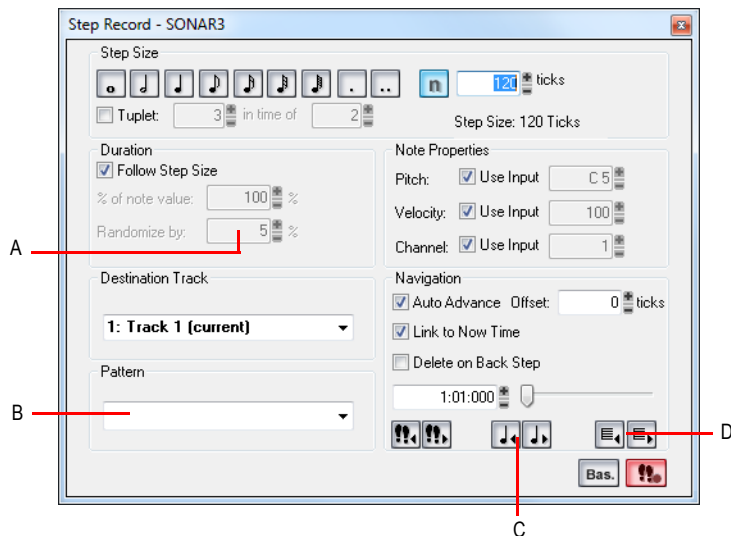 Step Record - SONAR3
Step Size
n 120 ticks
Tuplet: 3 in time of 2 Step Size: 120 Ticks
Duration
Follow Step Size
% of note value: 100 %
Randomize by: 5 %
Note Properties
Pitch: Use Input C 5
Velocity: Use Input 100
Channel: Use Input 1
A
Destination Track
1: Track 1 (current)
Navigation
Auto Advance Offset: 0 ticks
Link to Now Time
Delete on Back Step
1:01:000
Pattern
B
D
Bas.
C